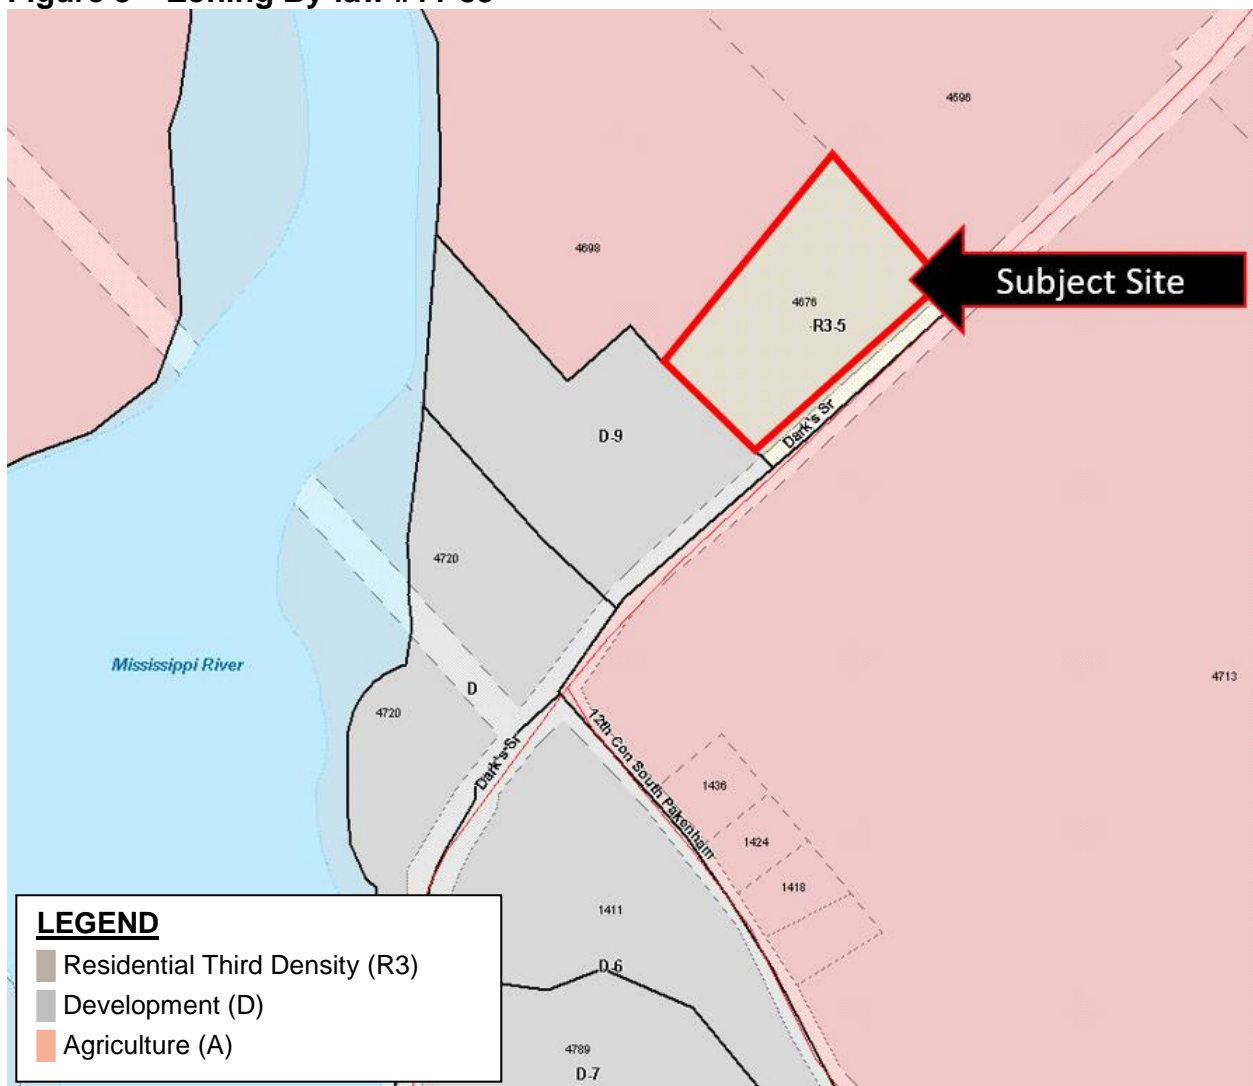 4696
4698
Subject Site
4676
R3-5
Dark's Sr
D-9
4720
Mississippi River
4713
D
4720
12th Con South Pakenham
Dark's Sr
1436
1424
1418
1411
D-6
4789
D-7
LEGEND
Residential Third Density (R3)
Development (D)
Agriculture (A)